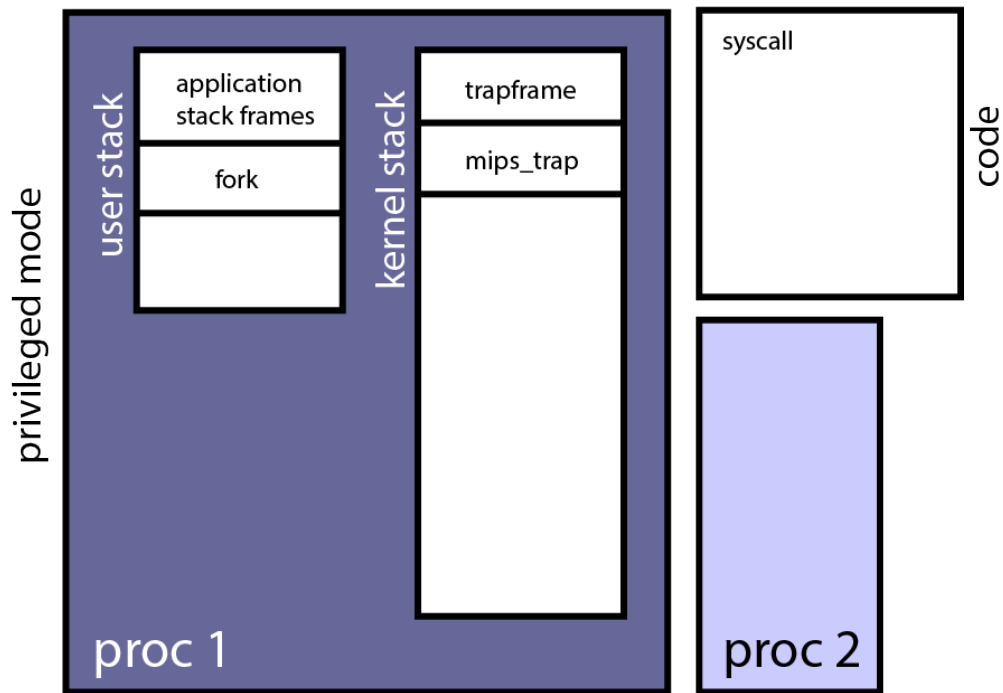 privileged mode
user stack
application
stack frames
fork
kernel stack
trapframe
mips_trap
proc 1
syscall
code
proc 2